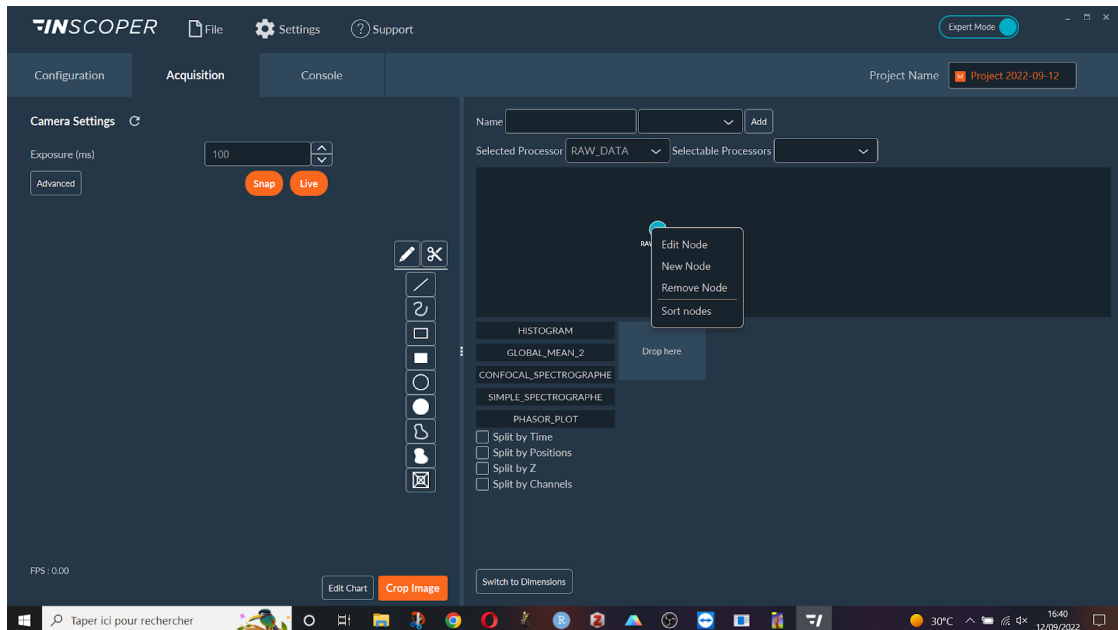 INSCOPER File Settings Support Expert Mode
Configuration Acquisition Console Project Name M Project 2022-09-12
Camera Settings
Exposure (ms) 100
Advanced Snap Live
FPS : 0.00
Edit Chart Crop Image
Name Add
Selected Processor RAW_DATA Selectable Processors
RAW
Edit Node
New Node
Remove Node
Sort nodes
HISTOGRAM
GLOBAL_MEAN_2
CONFOCAL_SPECTROGRAPHE
SIMPLE_SPECTROGRAPHE
PHASOR_PLOT
Drop here
Split by Time
Split by Positions
Split by Z
Split by Channels
Switch to Dimensions
Taper ici pour rechercher R Z 30°C 16:40
12/09/2022